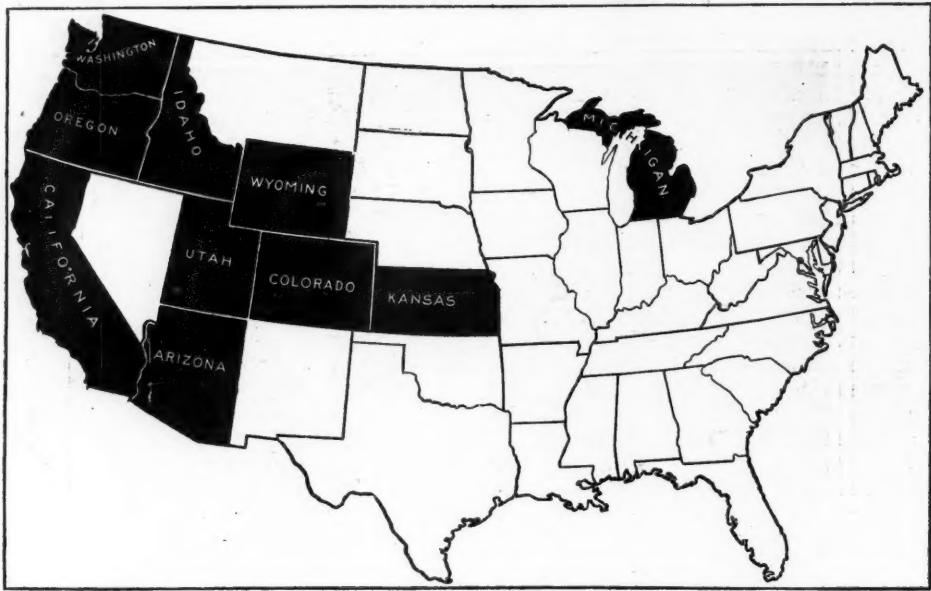 WASHINGTON
OREGON
IDAHO
CALIFORNIA
WYOMING
UTAH
COLORADO
KANSAS
ARIZONA
MICHIGAN